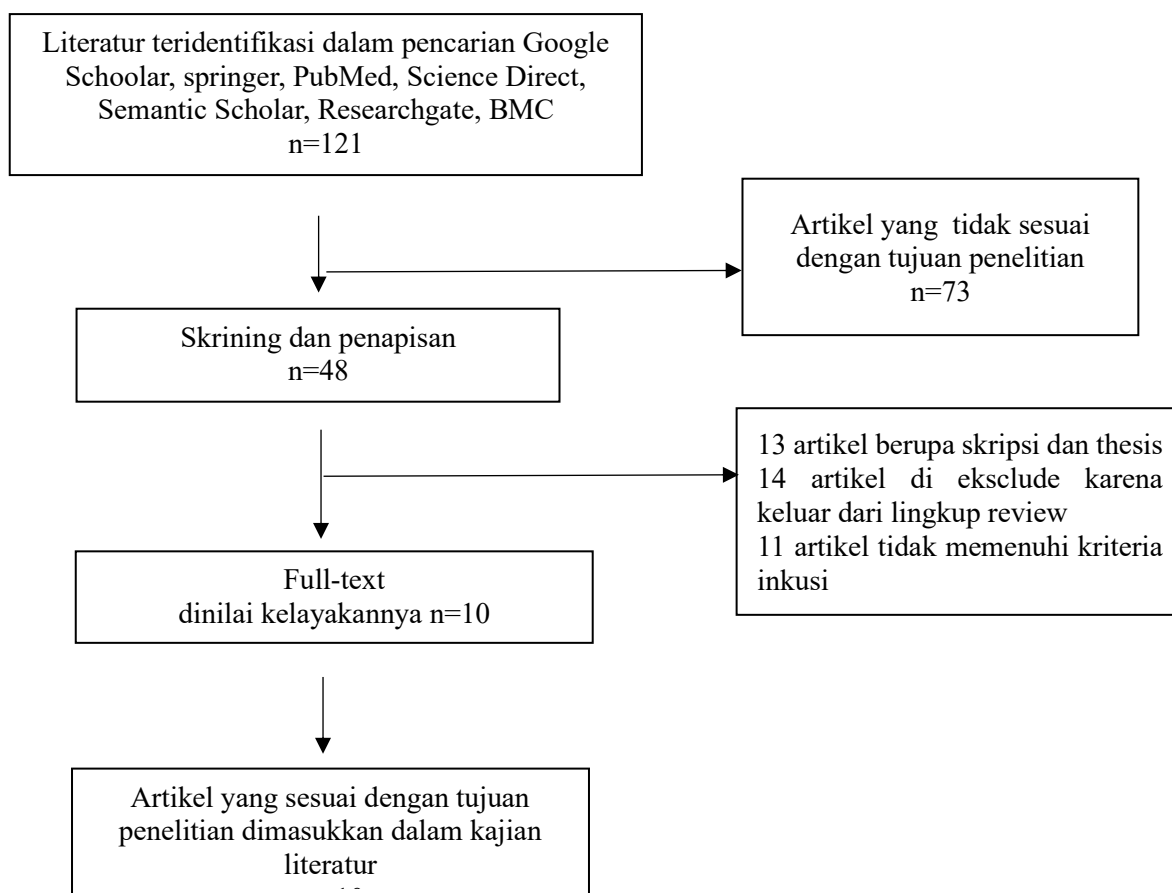 Literatur teridentifikasi dalam pencarian Google
Schoolar, springer, PubMed, Science Direct,
Semantic Scholar, Researchgate, BMC
n=121
Artikel yang tidak sesuai
dengan tujuan penelitian
n=73
Skrining dan penapisan
n=48
13 artikel berupa skripsi dan thesis
14 artikel di eksclude karena
keluar dari lingkup review
11 artikel tidak memenuhi kriteria
inkusi
Full-text
dinilai kelayakannya n=10
Artikel yang sesuai dengan tujuan
penelitian dimasukkan dalam kajian
literatur